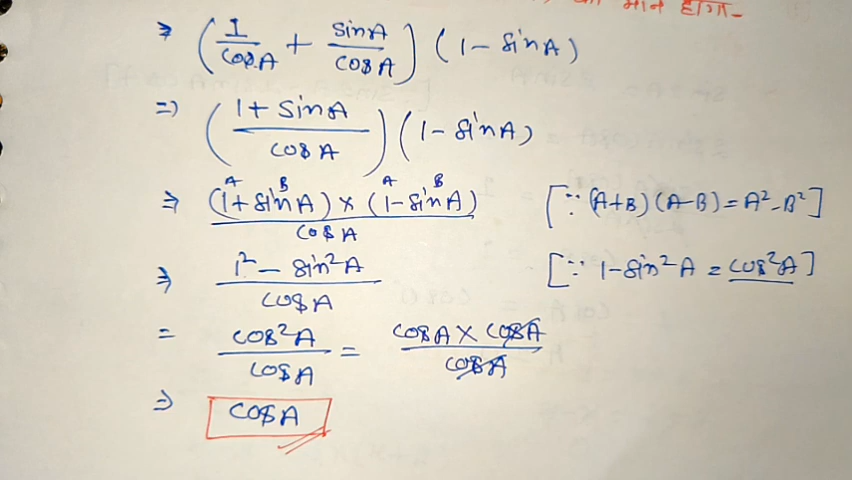 का मान होगा-
⇒ (1/cosA + sinA/cosA) (1 - sinA)
⇒ ((1 + sinA)/cosA) (1 - sinA)
A B A B
⇒ (1 + sinA) × (1 - sinA)/cosA [∵ (A+B)(A-B) = A² - B²]
⇒ (1² - sin²A)/cosA [∵ 1 - sin²A = cos²A]
= cos²A/cosA = cosA × cosA/cosA
⇒ cosA